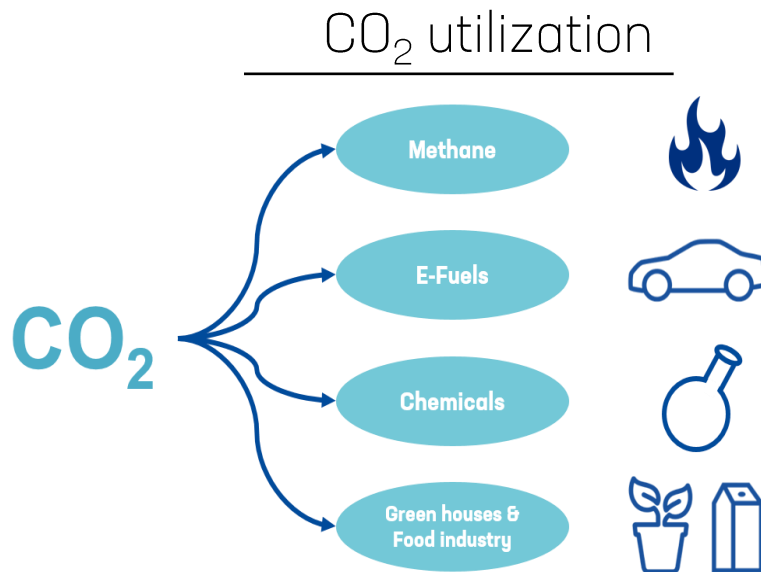 CO₂ utilization
Methane
E-Fuels
CO₂
Chemicals
Green houses &
Food industry